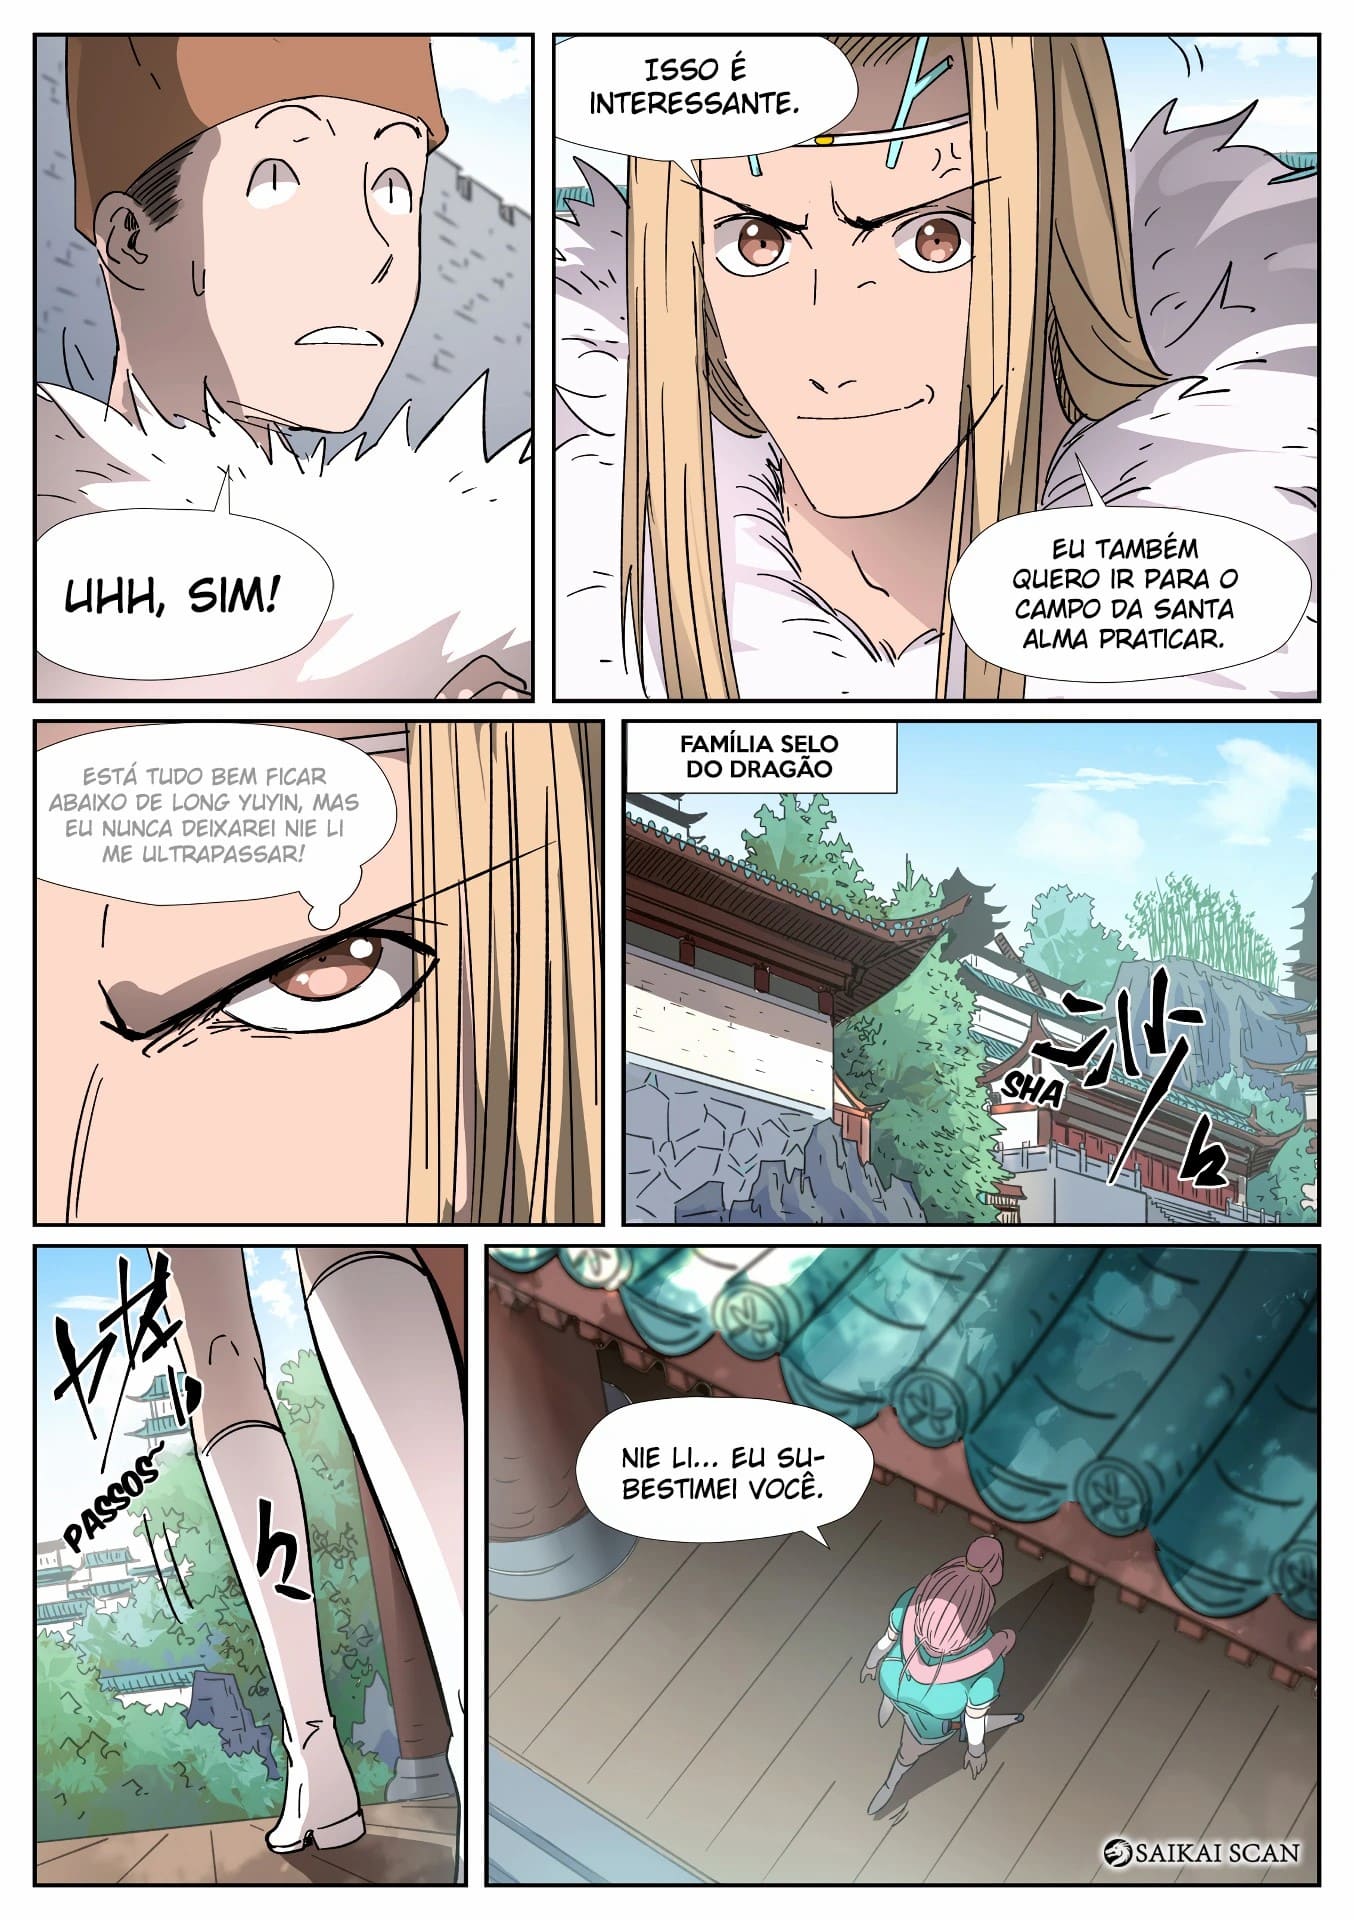 UHH, SIM!
ISSO É
INTERESSANTE.
EU TAMBÉM
QUERO IR PARA O
CAMPO DA SANTA
ALMA PRATICAR.
ESTÁ TUDO BEM FICAR
ABAIXO DE LONG YUYIN, MAS
EU NUNCA DEIXAREI NIE LI
ME ULTRAPASSAR!
FAMÍLIA SELO
DO DRAGÃO
沙
SHA
PASSOS~
NIE LI... EU SU-
BESTIMEI VOCÊ.
SAIKAI SCAN